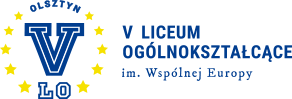 OLSZTYN
V
LO
V LICEUM
OGÓLNOKSZTAŁCĄCE
im. Wspólnej Europy